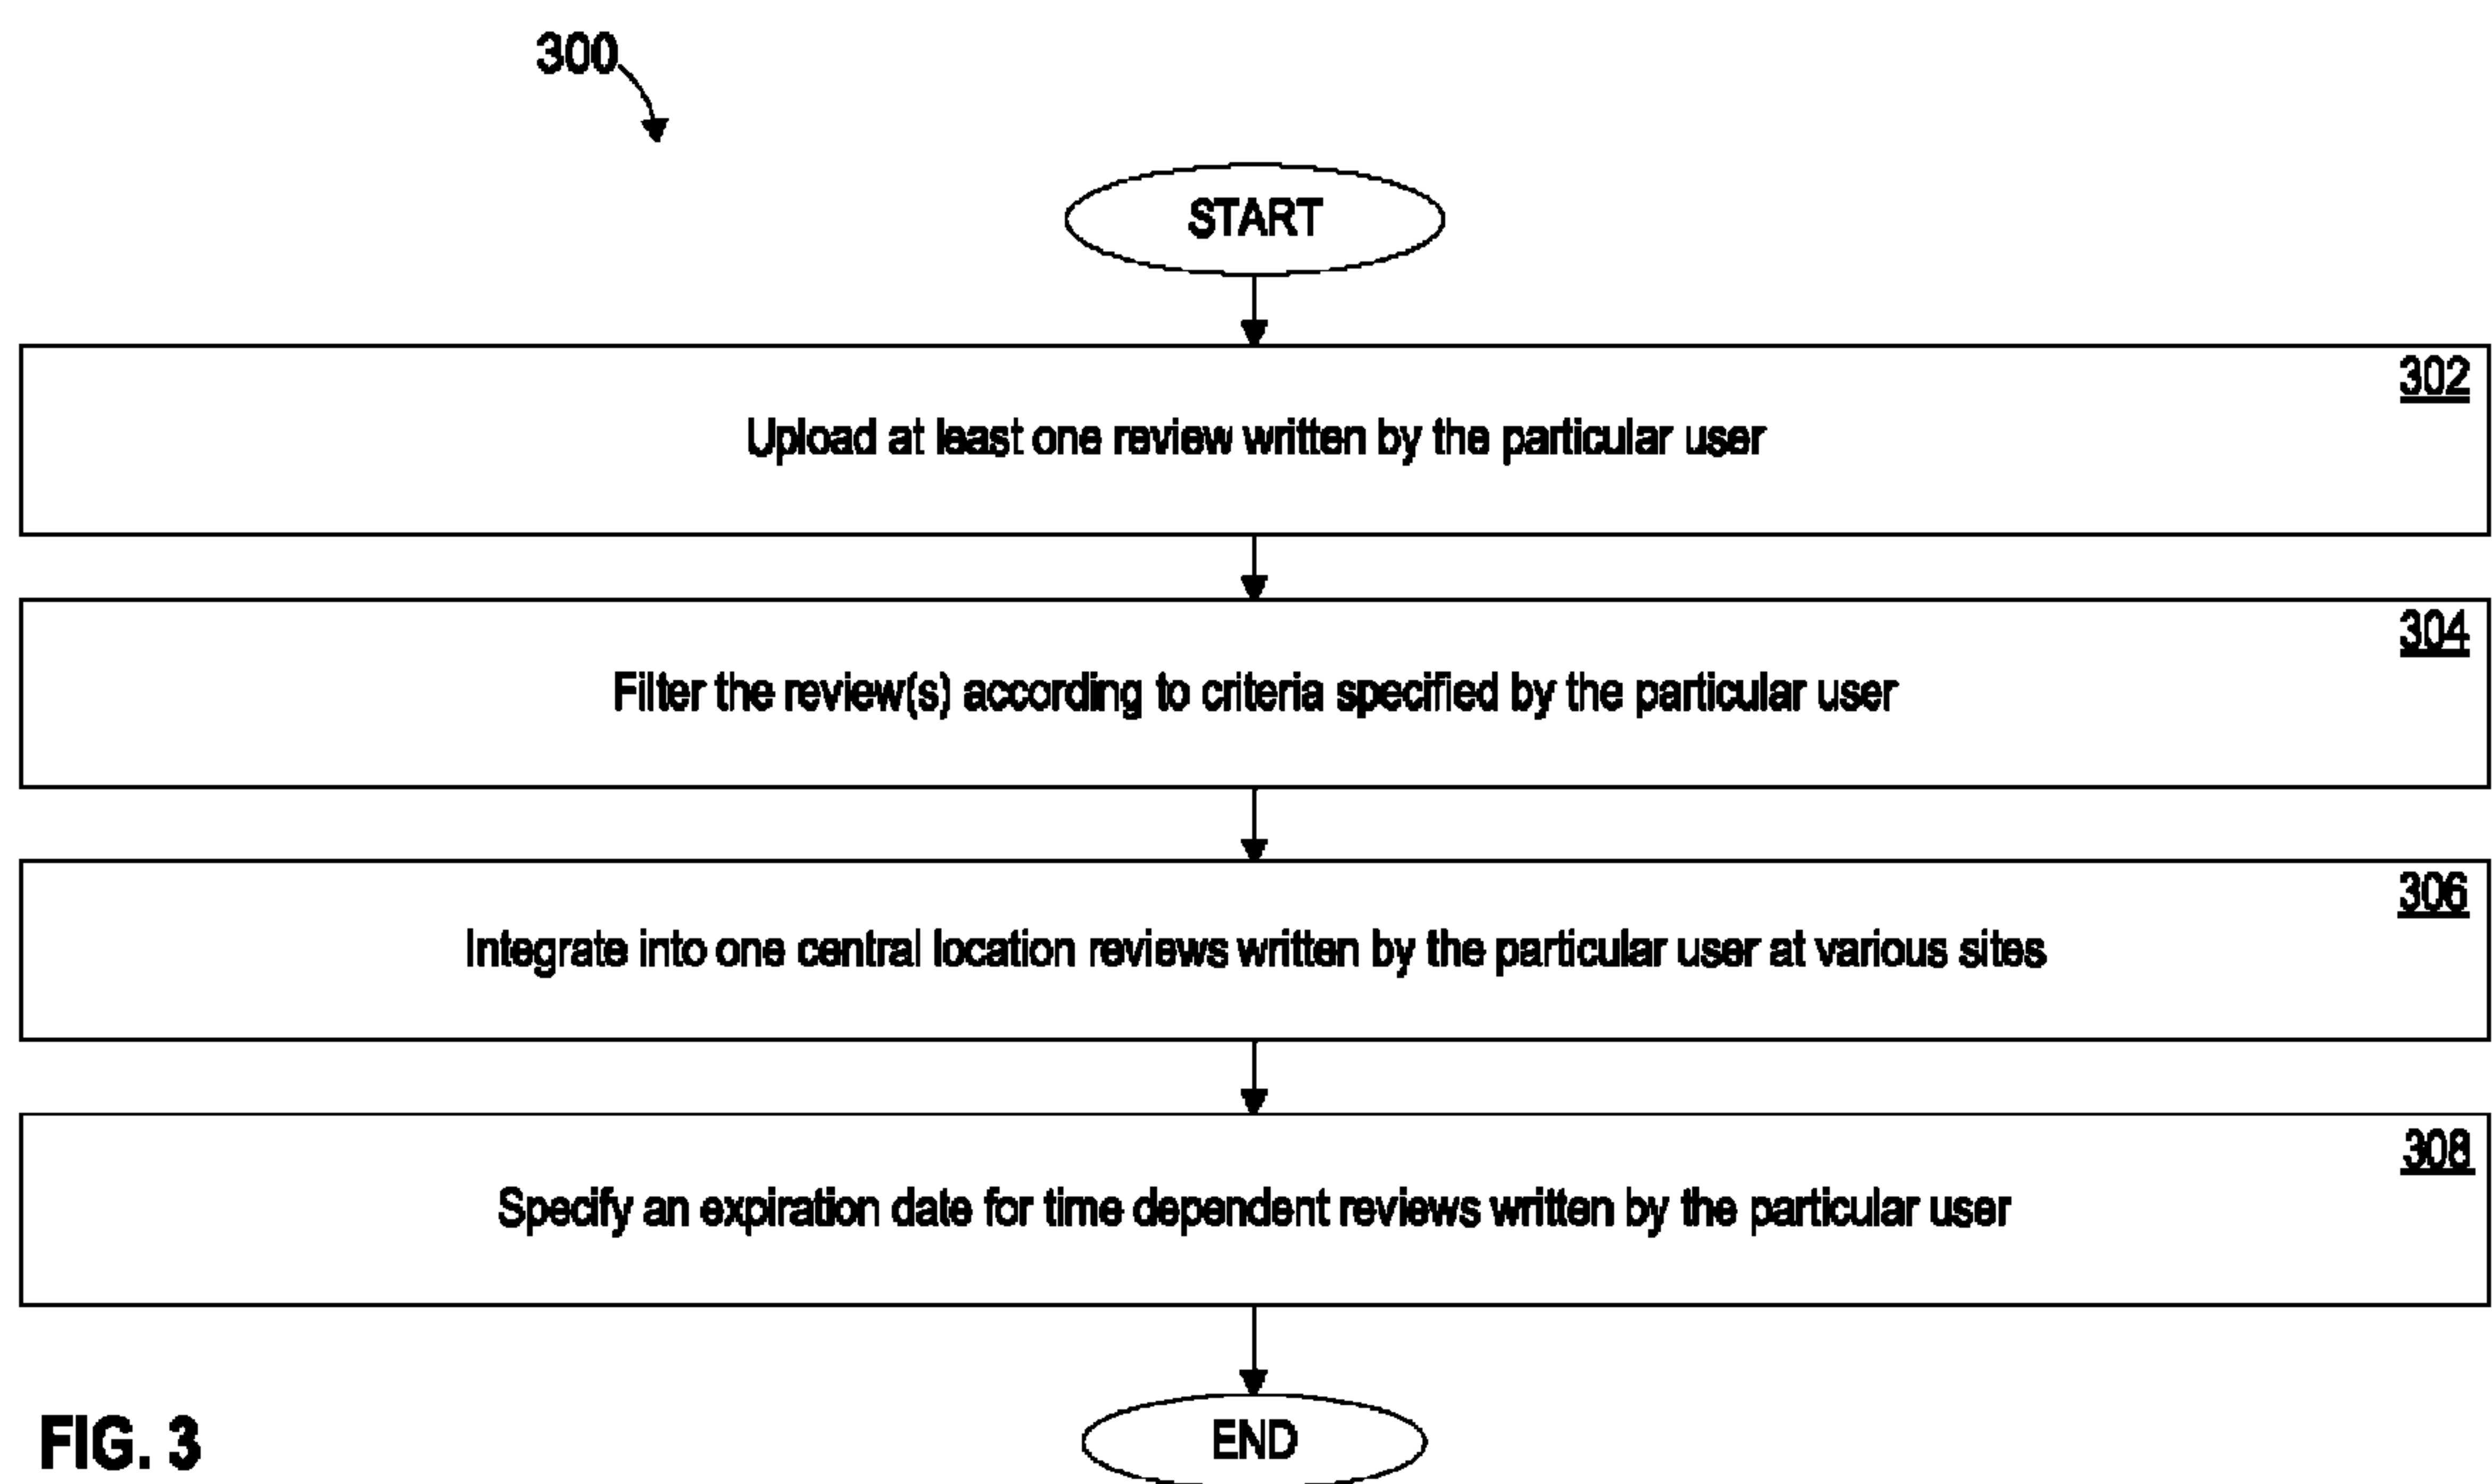 300
START
302
Upload at least one review written by the particular user
304
Filter the review(s) according to criteria specified by the particular user
306
Integrate into one central location reviews written by the particular user at various sites
308
Specify an expiration date for time dependent reviews written by the particular user
END
FIG. 3